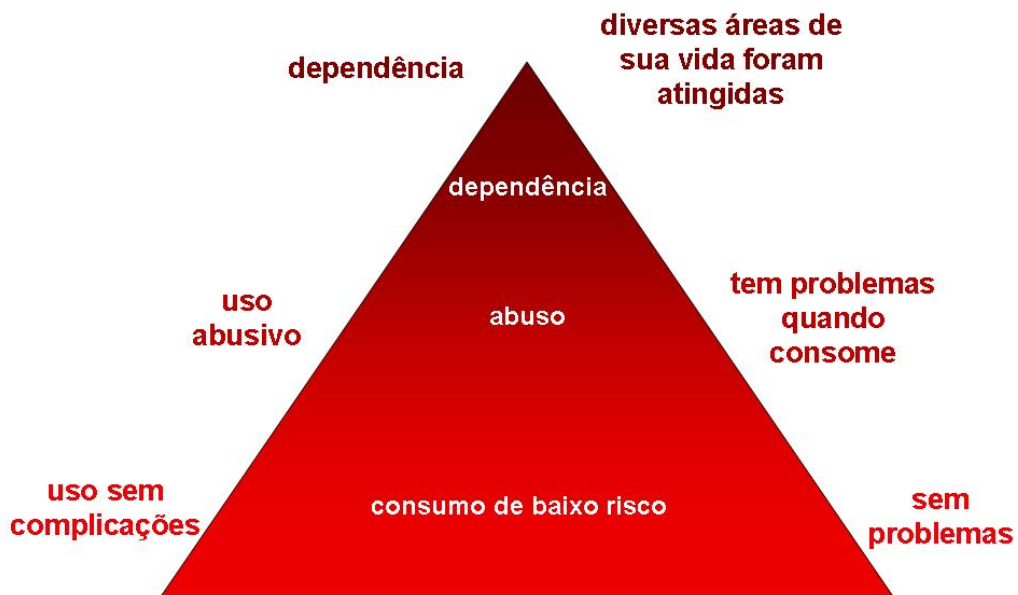 dependência
diversas áreas de
sua vida foram
atingidas
dependência
uso
abusivo
abuso
tem problemas
quando
consome
uso sem
complicações
consumo de baixo risco
sem
problemas